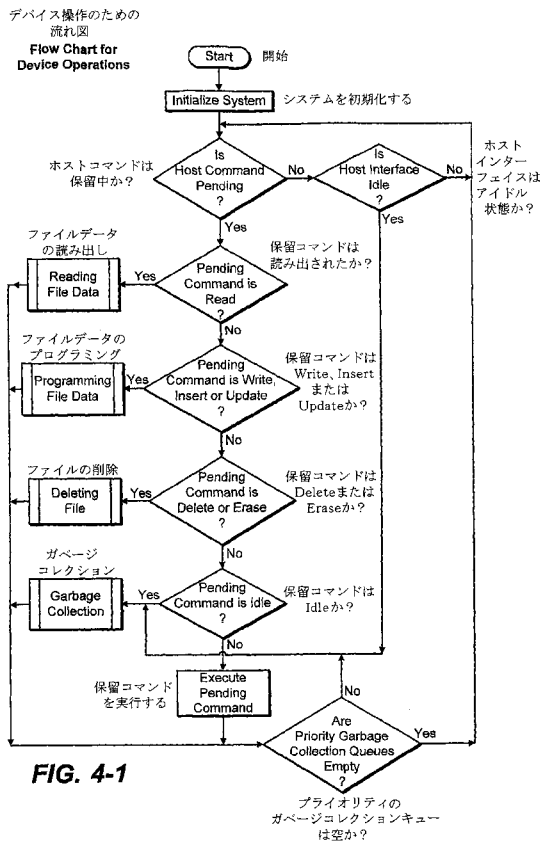 デバイス操作のための
流れ図
Flow Chart for
Device Operations
Start
開始
Initialize System
システムを初期化する
ホストコマンドは
保留中か?
Is
Host Command
Pending
?
No
Is
Host Interface
Idle
?
No
ホスト
インター
フェイスは
アイドル
状態か?
Yes
Yes
ファイルデータ
の読み出し
Reading
File Data
Yes
Pending
Command is
Read
?
保留コマンドは
読み出されたか?
No
ファイルデータの
プログラミング
Programming
File Data
Yes
Pending
Command is Write,
Insert or Update
?
保留コマンドは
Write、Insert
または
Updateか?
No
ファイルの削除
Deleting
File
Yes
Pending
Command is
Delete or Erase
?
保留コマンドは
Deleteまたは
Eraseか?
No
ガベージ
コレクション
Garbage
Collection
Yes
Pending
Command is Idle
?
保留コマンドは
Idleか?
No
保留コマンド
を実行する
Execute
Pending
Command
No
Are
Priority Garbage
Collection Queues
Empty
?
Yes
FIG. 4-1
プライオリティの
ガベージコレクションキュー
は空か?